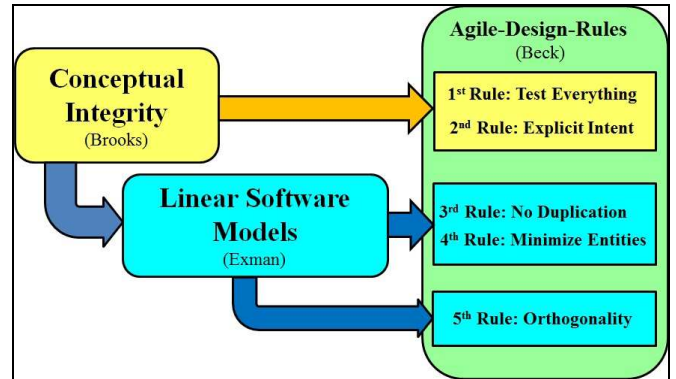 Conceptual
Integrity
(Brooks)
Linear Software
Models
(Exman)
Agile-Design-Rules
(Beck)
1st Rule: Test Everything
2nd Rule: Explicit Intent
3rd Rule: No Duplication
4th Rule: Minimize Entities
5th Rule: Orthogonality